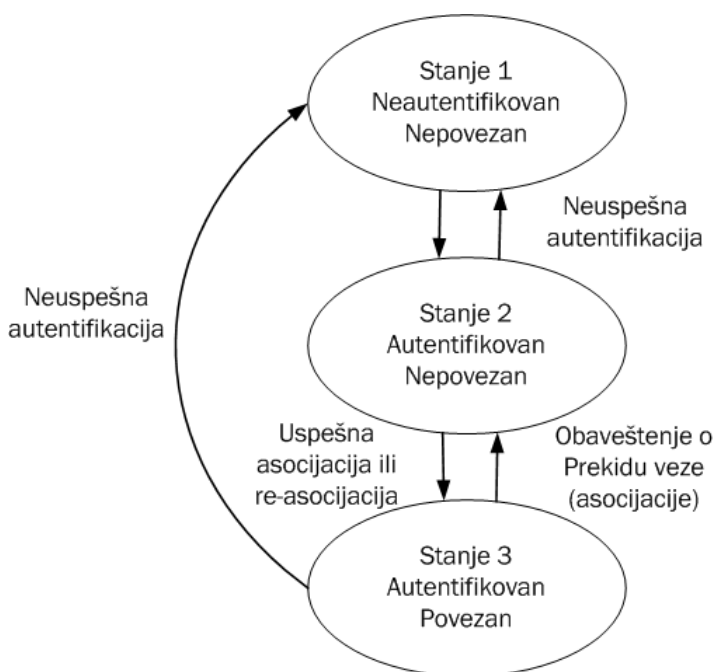 Stanje 1
Neautentifikovan
Nepovezan
Neuspešna
autentifikacija
Neuspešna
autentifikacija
Stanje 2
Autentifikovan
Nepovezan
Uspešna
asocijacija ili
re-asocijacija
Obaveštenje o
Prekidu veze
(asocijacije)
Stanje 3
Autentifikovan
Povezan